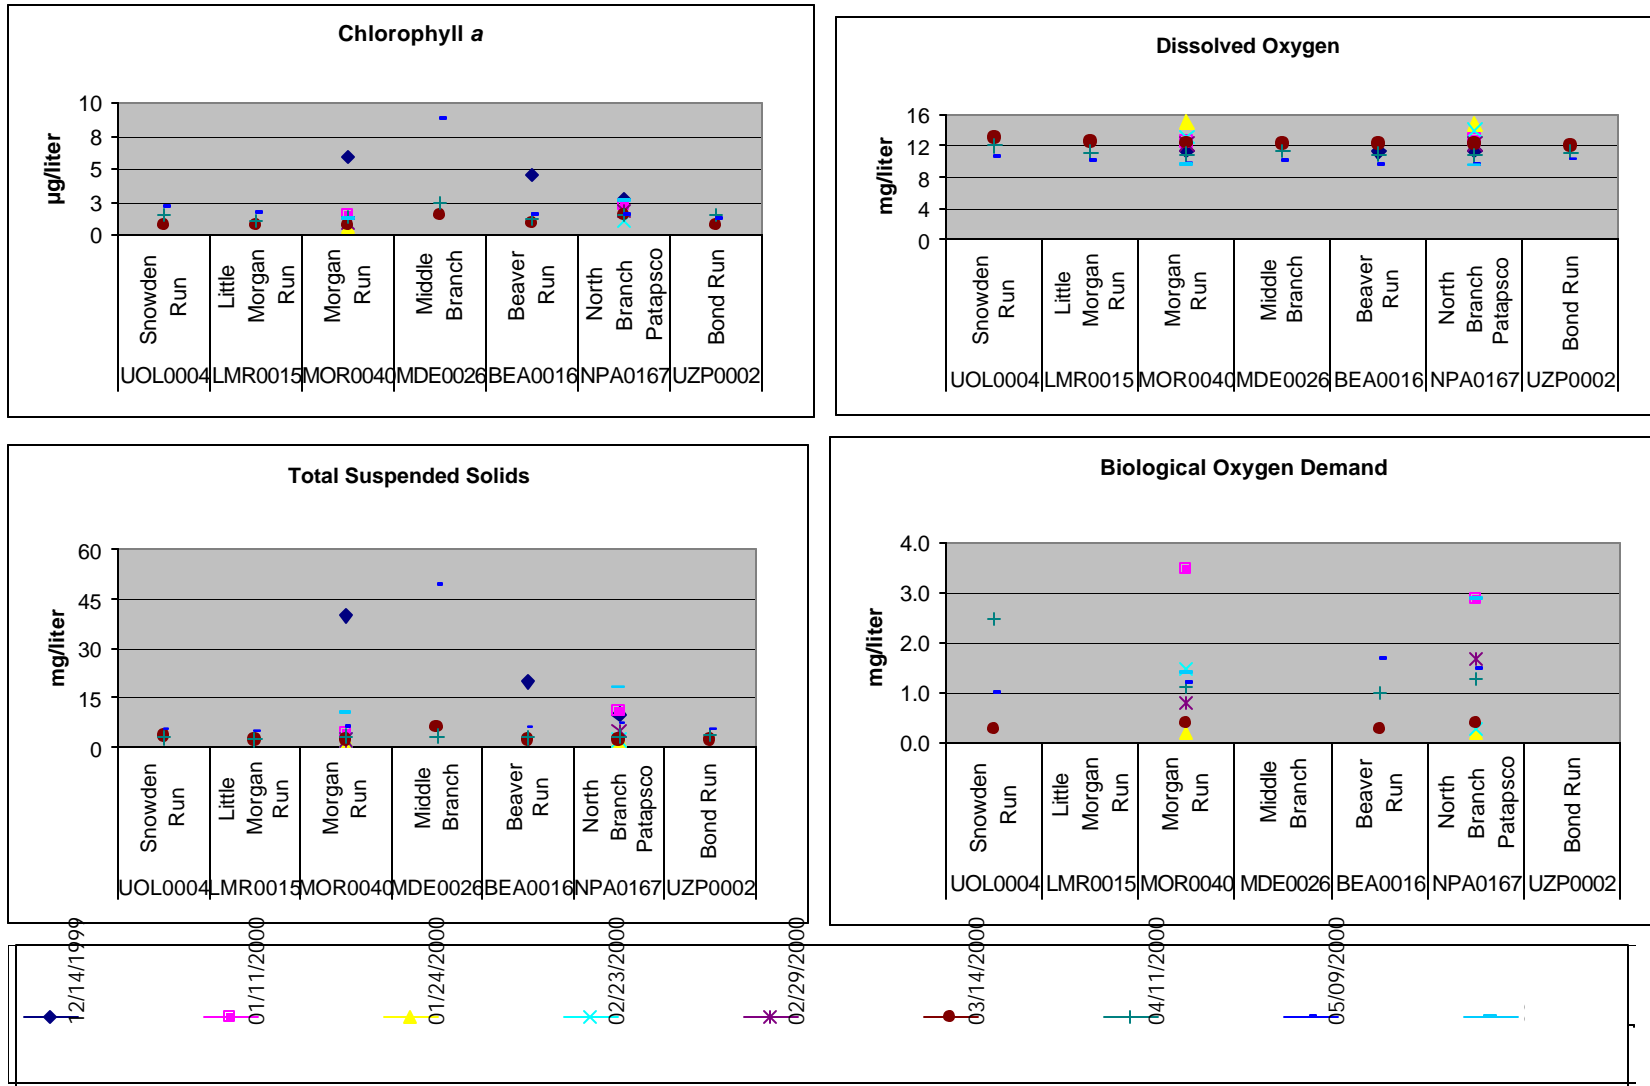 Chlorophyll a
10
8
5
3
0
µg/liter
Snowden
Run
Little
Morgan
Run
Morgan
Run
Middle
Branch
Beaver
Run
North
Branch
Patapsco
Bond Run
UOL0004 LMR0015 MOR0040 MDE0026 BEA0016 NPA0167 UZP0002
Dissolved Oxygen
16
12
8
4
0
mg/liter
Snowden
Run
Little
Morgan
Run
Morgan
Run
Middle
Branch
Beaver
Run
North
Branch
Patapsco
Bond Run
UOL0004 LMR0015 MOR0040 MDE0026 BEA0016 NPA0167 UZP0002
Total Suspended Solids
60
45
30
15
0
mg/liter
Snowden
Run
Little
Morgan
Run
Morgan
Run
Middle
Branch
Beaver
Run
North
Branch
Patapsco
Bond Run
UOL0004 LMR0015 MOR0040 MDE0026 BEA0016 NPA0167 UZP0002
Biological Oxygen Demand
4.0
3.0
2.0
1.0
0.0
mg/liter
Snowden
Run
Little
Morgan
Run
Morgan
Run
Middle
Branch
Beaver
Run
North
Branch
Patapsco
Bond Run
UOL0004 LMR0015 MOR0040 MDE0026 BEA0016 NPA0167 UZP0002
12/14/1999
01/11/2000
01/24/2000
02/23/2000
02/29/2000
03/14/2000
04/11/2000
05/09/2000